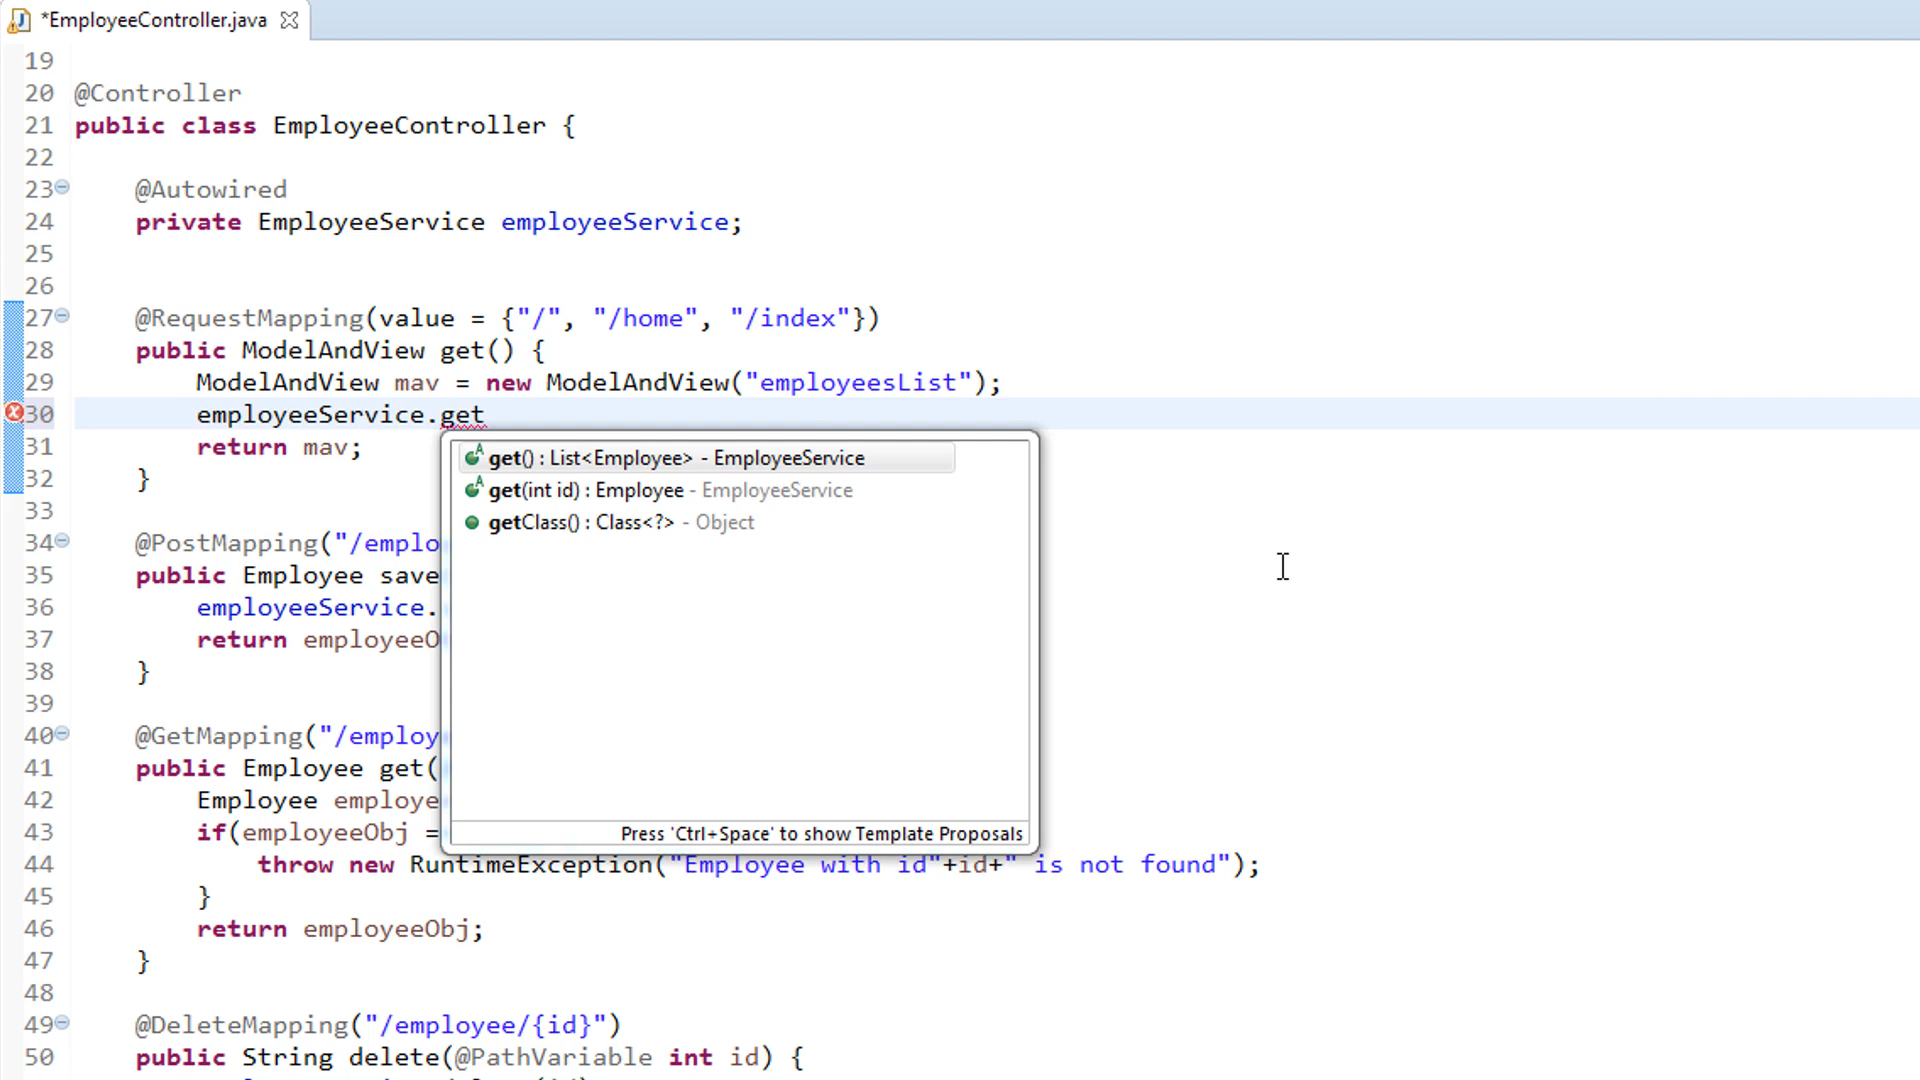 *EmployeeController.java
19
20 @Controller
21 public class EmployeeController {
22
23 @Autowired
24 private EmployeeService employeeService;
25
26
27 @RequestMapping(value = {"/", "/home", "/index"})
28 public ModelAndView get() {
29 ModelAndView mav = new ModelAndView("employeesList");
30 employeeService.get
31 return mav;
get() : List<Employee> - EmployeeService
32 }
get(int id) : Employee - EmployeeService
33
getClass() : Class<?> - Object
34 @PostMapping("/emplo
35 public Employee save
36 employeeService.
37 return employeeO
38 }
39
40 @GetMapping("/employ
41 public Employee get(
42 Employee employe
43 if(employeeObj =
Press 'Ctrl+Space' to show Template Proposals
44 throw new RuntimeException("Employee with id"+id+" is not found");
45 }
46 return employeeObj;
47 }
48
49 @DeleteMapping("/employee/{id}")
50 public String delete(@PathVariable int id) {